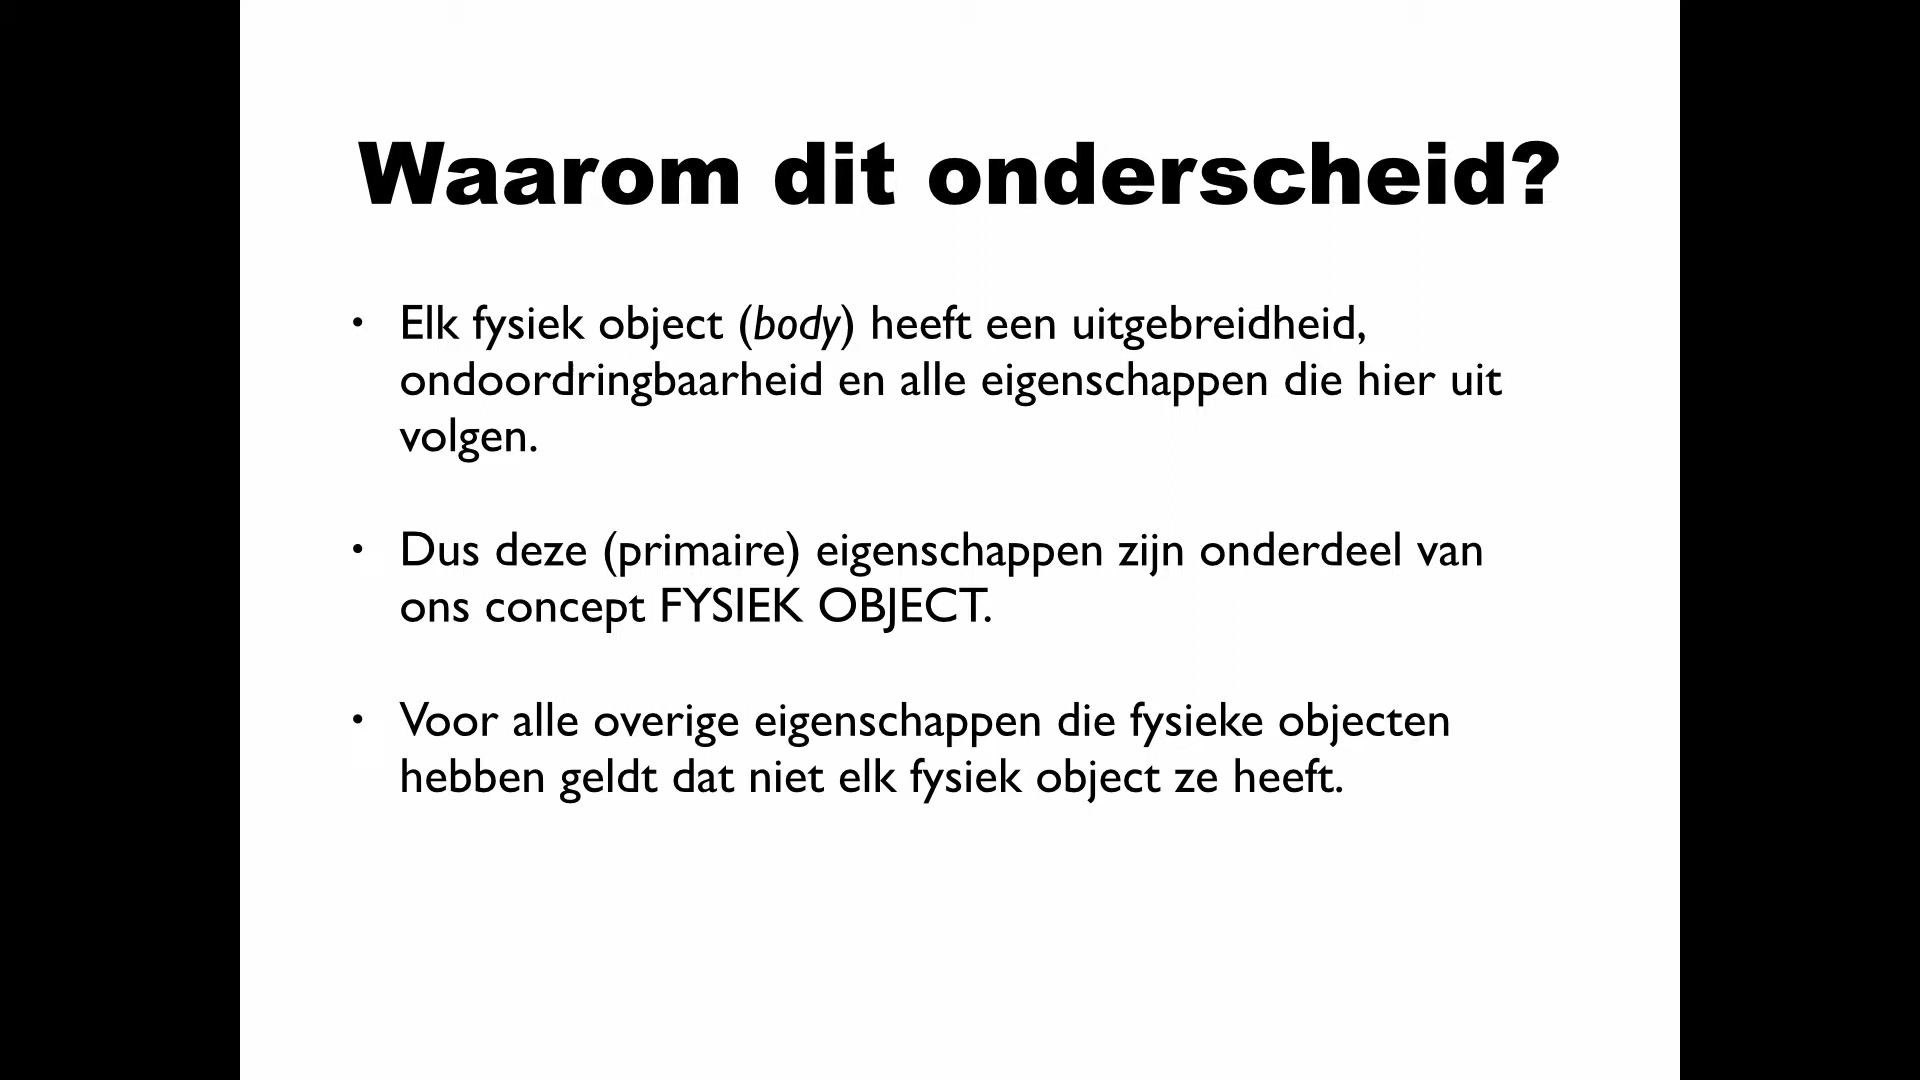 Waarom dit onderscheid?
• Elk fysiek object (body) heeft een uitgebreidheid,
ondoordringbaarheid en alle eigenschappen die hier uit
volgen.
• Dus deze (primaire) eigenschappen zijn onderdeel van
ons concept FYSIEK OBJECT.
• Voor alle overige eigenschappen die fysieke objecten
hebben geldt dat niet elk fysiek object ze heeft.